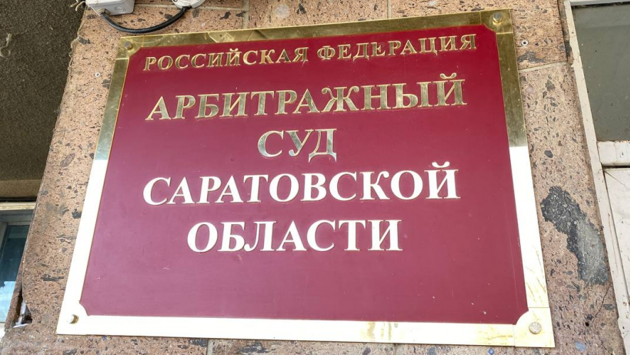 РОССИЙСКАЯ ФЕДЕРАЦИЯ
АРБИТРАЖНЫЙ
СУД
САРАТОВСКОЙ
ОБЛАСТИ